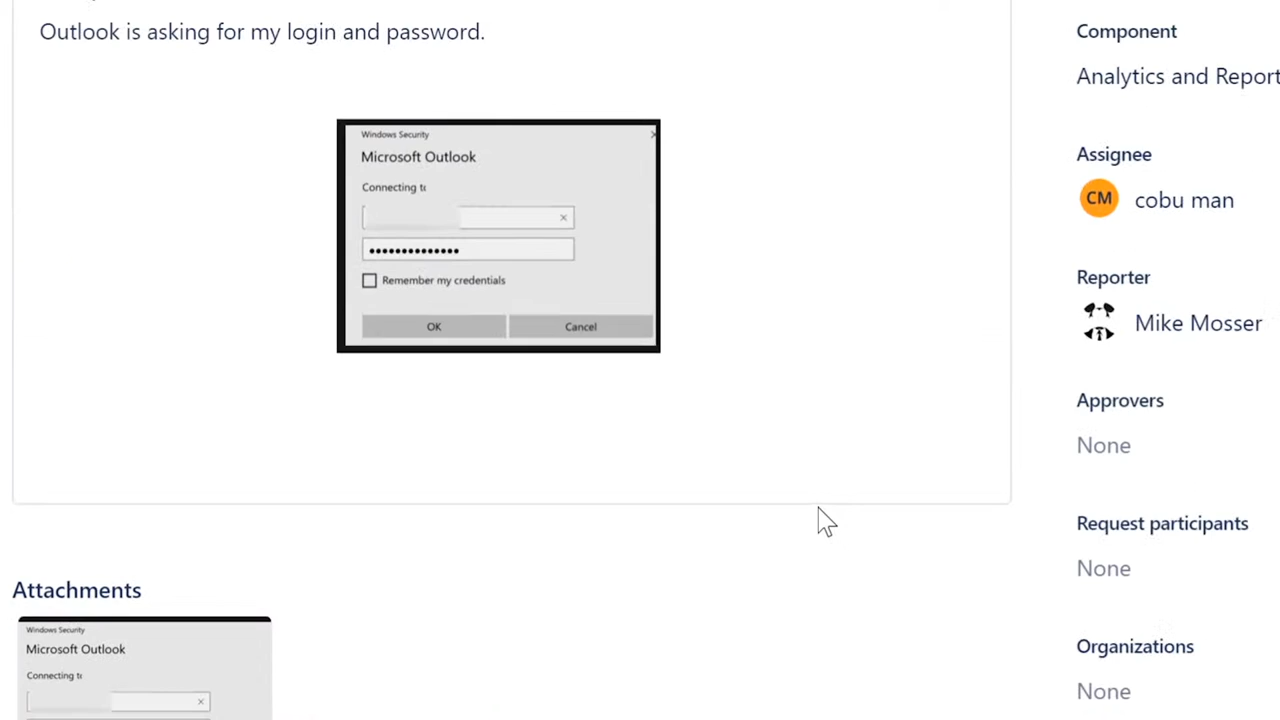 Outlook is asking for my login and password.
Windows Security
Microsoft Outlook
Connecting
Remember my credentials
OK
Cancel
Attachments
Windows Security
Microsoft Outlook
Connecting
Component
Analytics and Report
Assignee
CM
cobu man
Reporter
Mike Mosser
Approvers
None
Request participants
None
Organizations
None